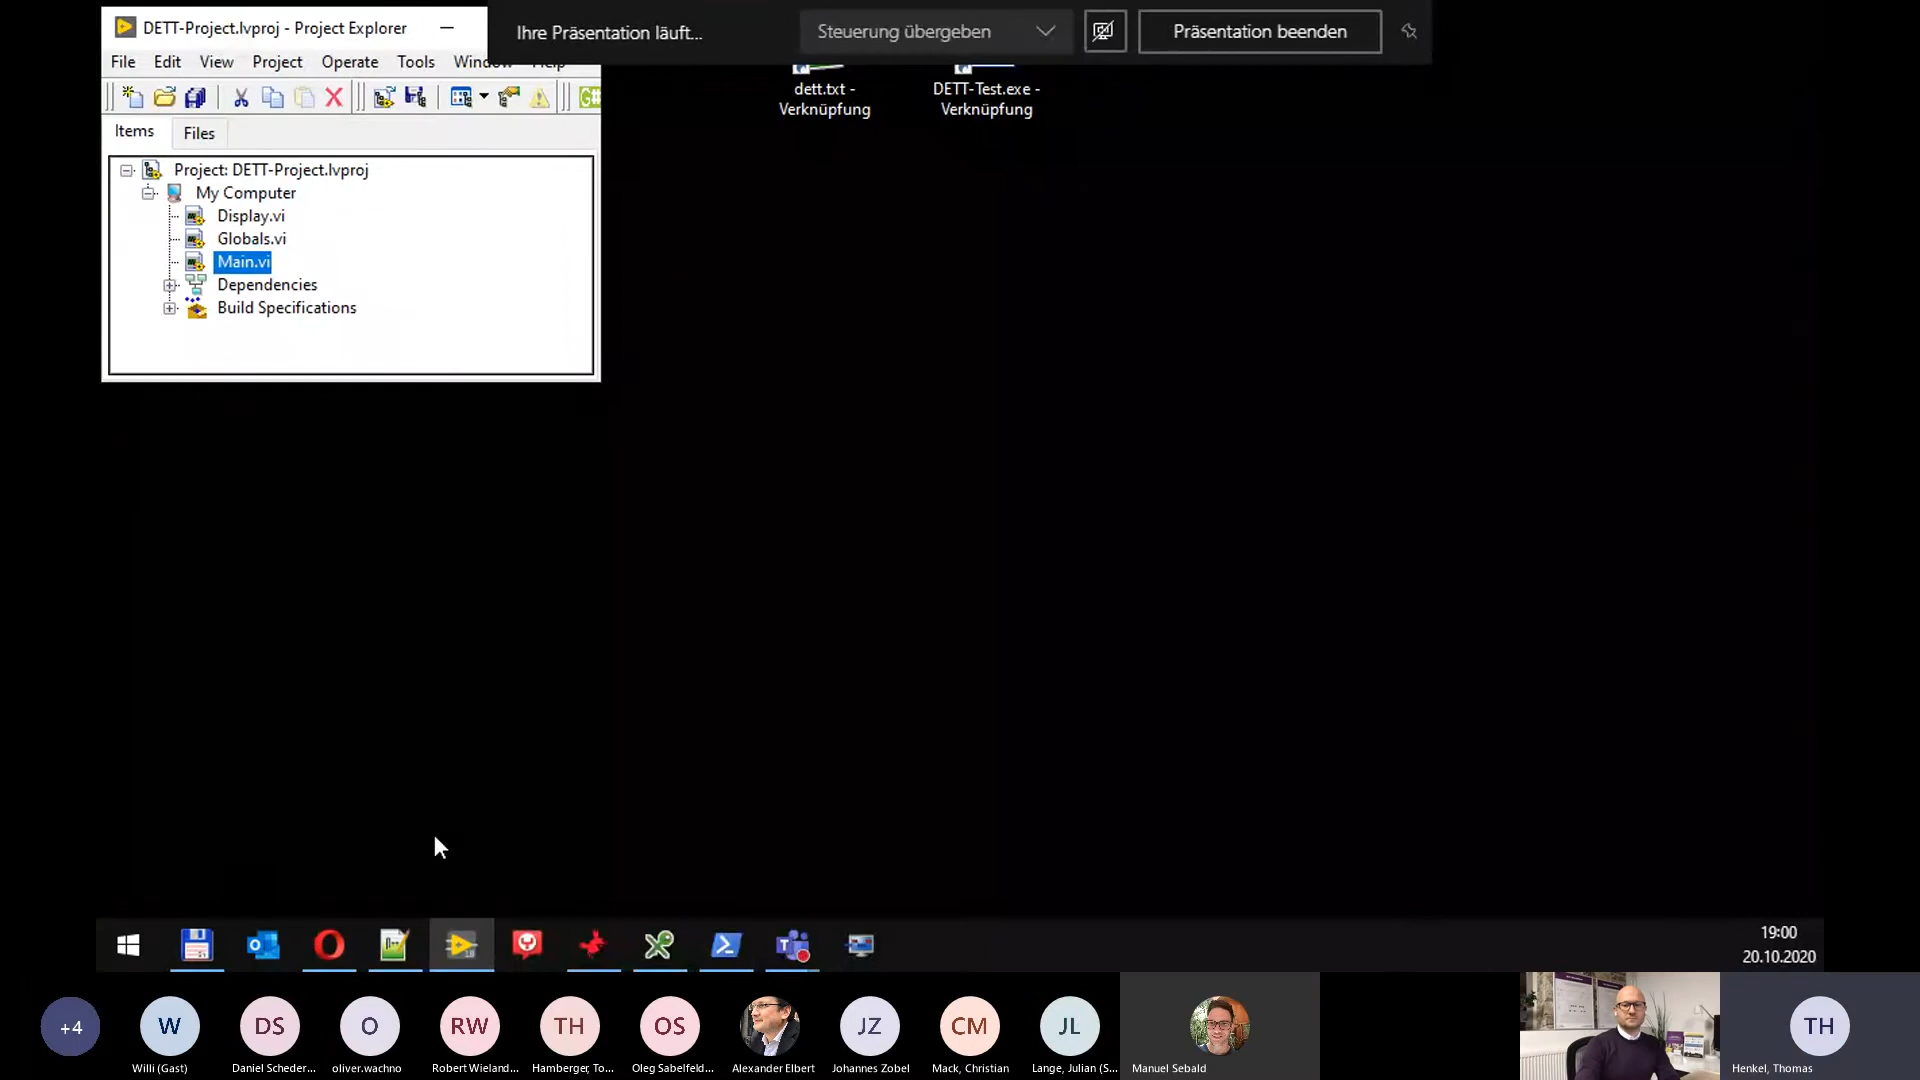 DETT-Project.lvproj - Project Explorer
Ihre Präsentation läuft...
Steuerung übergeben
Präsentation beenden
File Edit View Project Operate Tools Window Help
dett.txt -
Verknüpfung
DETT-Test.exe -
Verknüpfung
Items
Files
Project: DETT-Project.lvproj
My Computer
Display.vi
Globals.vi
Main.vi
Dependencies
Build Specifications
19:00
20.10.2020
+4
W
DS
O
RW
TH
OS
JZ
CM
JL
TH
Willi (Gast)
Daniel Scheder...
oliver.wachno
Robert Wieland...
Hamberger, To...
Oleg Sabelfeld...
Alexander Elbert
Johannes Zobel
Mack, Christian
Lange, Julian (S...
Manuel Sebald
Henkel, Thomas